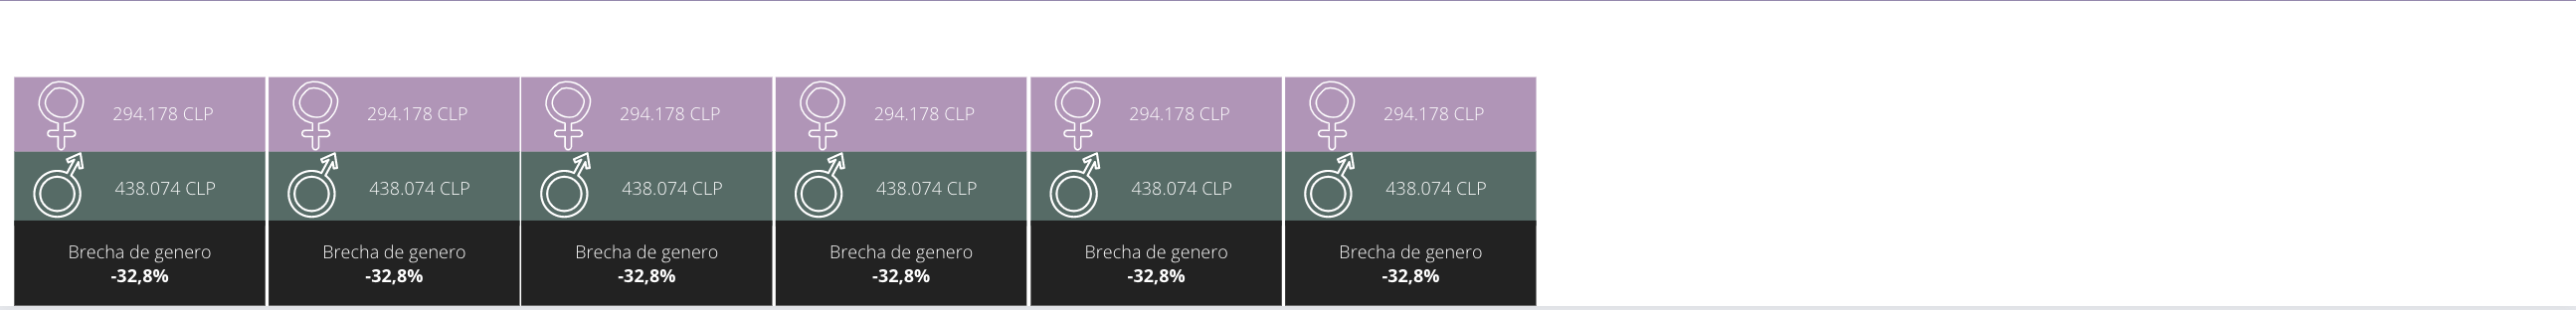 294.178 CLP
294.178 CLP
294.178 CLP
294.178 CLP
294.178 CLP
294.178 CLP
438.074 CLP
438.074 CLP
438.074 CLP
438.074 CLP
438.074 CLP
438.074 CLP
Brecha de genero
-32,8%
Brecha de genero
-32,8%
Brecha de genero
-32,8%
Brecha de genero
-32,8%
Brecha de genero
-32,8%
Brecha de genero
-32,8%